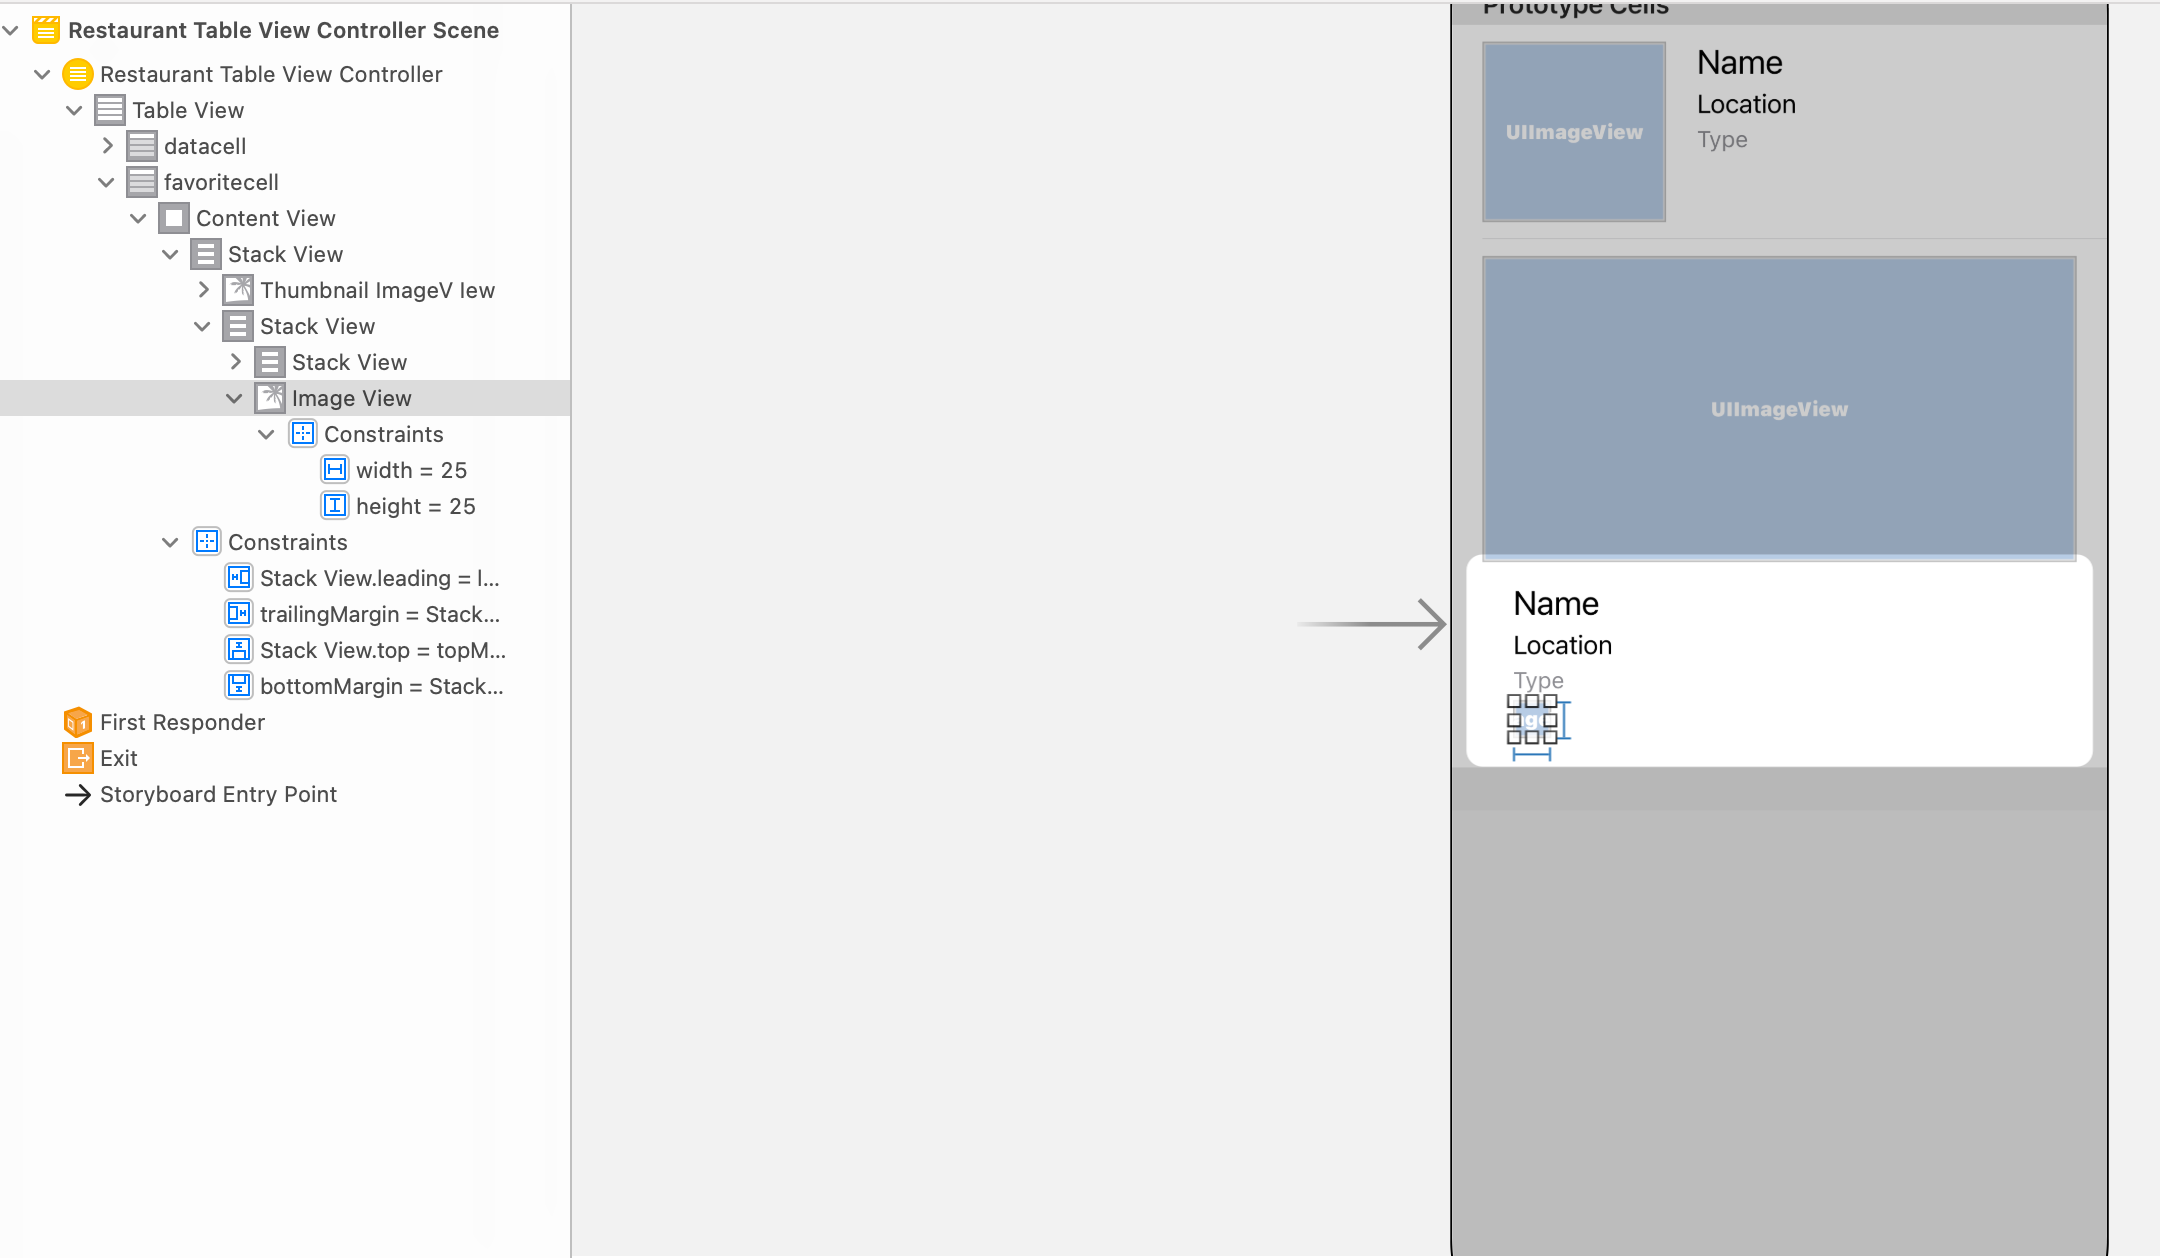 Restaurant Table View Controller Scene
Restaurant Table View Controller
Table View
datacell
favoritecell
Content View
Stack View
Thumbnail ImageV Iew
Stack View
Stack View
Image View
Constraints
width = 25
height = 25
Constraints
Stack View.leading = l...
trailingMargin = Stack...
Stack View.top = topM...
bottomMargin = Stack...
First Responder
Exit
Storyboard Entry Point
Prototype Cells
UIImageView
Name
Location
Type
UIImageView
Name
Location
Type